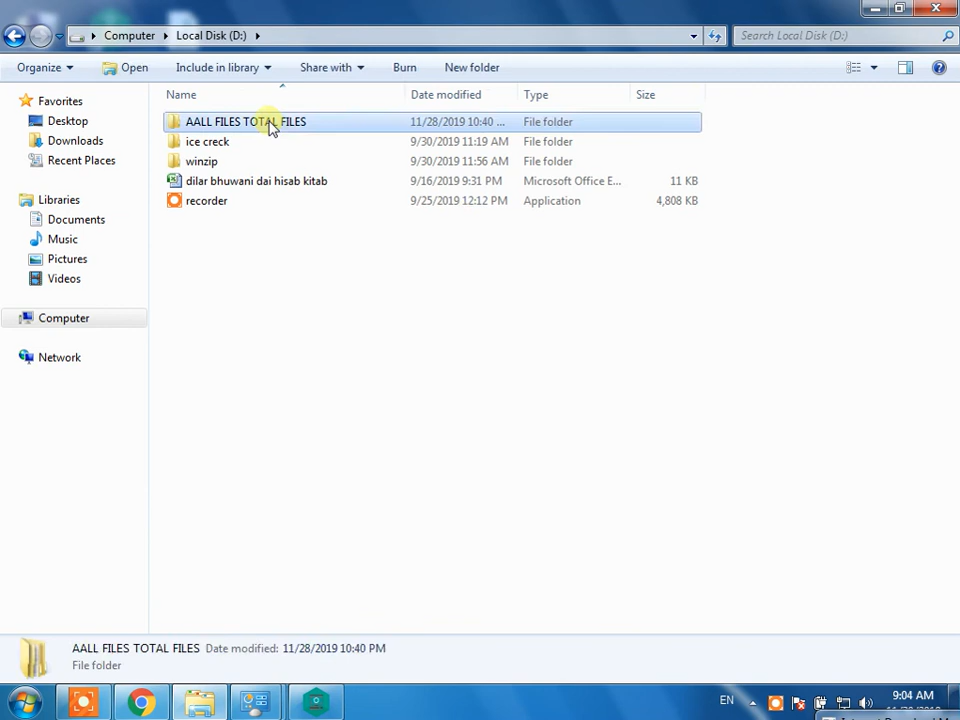 Computer Local Disk (D:) Search Local Disk (D:)
Organize Open Include in library Share with Burn New folder
Name Date modified Type Size
Favorites
Desktop
Downloads
Recent Places
Libraries
Documents
Music
Pictures
Videos
Computer
Network
AALL FILES TOTAL FILES 11/28/2019 10:40 ... File folder
ice creck 9/30/2019 11:19 AM File folder
winzip 9/30/2019 11:56 AM File folder
dilar bhuwani dai hisab kitab 9/16/2019 9:31 PM Microsoft Office E... 11 KB
recorder 9/25/2019 12:12 PM Application 4,808 KB
AALL FILES TOTAL FILES Date modified: 11/28/2019 10:40 PM
File folder
EN 9:04 AM